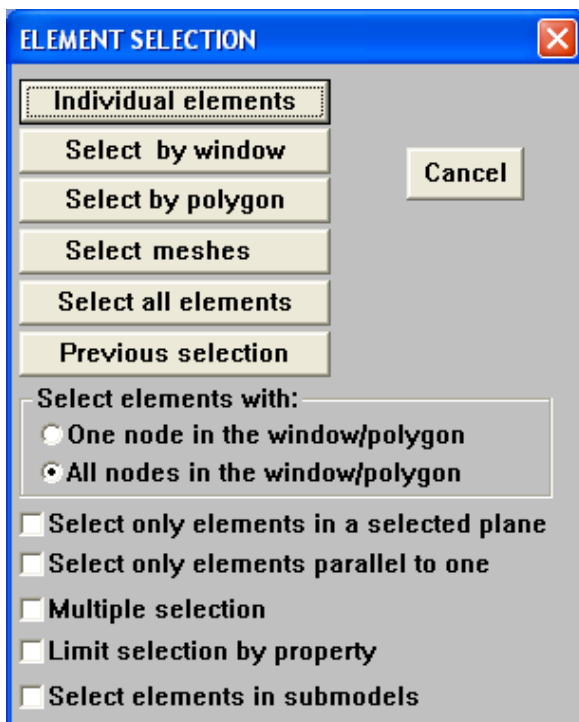 ELEMENT SELECTION
Individual elements
Select by window
Cancel
Select by polygon
Select meshes
Select all elements
Previous selection
Select elements with:
One node in the window/polygon
All nodes in the window/polygon
Select only elements in a selected plane
Select only elements parallel to one
Multiple selection
Limit selection by property
Select elements in submodels